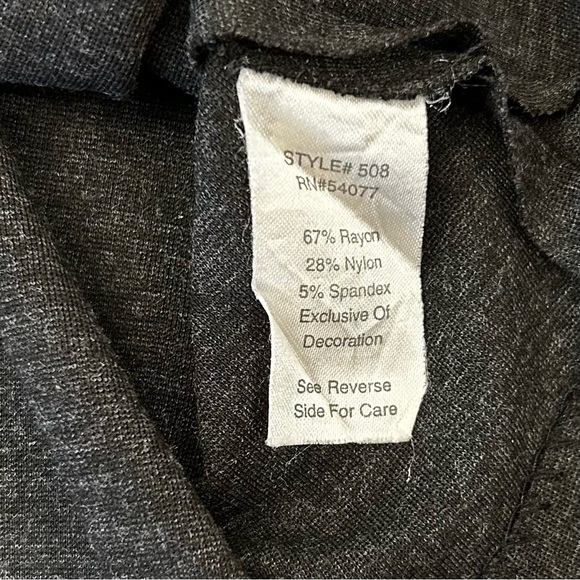 STYLE# 508
RN#54077
67% Rayon
28% Nylon
5% Spandex
Exclusive Of
Decoration
See Reverse
Side For Care